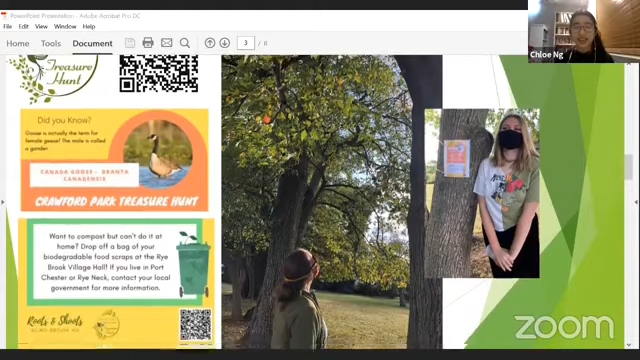 PowerPoint Presentation - Adobe Acrobat Pro DC
File Edit View Window Help
Home Tools Document
3 / 8
Chloe Ng
Treasure
Hunt
Did you Know?
Goose is actually the term for
female geese! The male is called
a gander.
CANADA GOOSE - BRANTA
CANADENSIS
CRAWFORD PARK TREASURE HUNT
Want to compost but can't do it at
home? Drop off a bag of your
biodegradable food scraps at the Rye
Brook Village Hall! If you live in Port
Chester or Rye Neck, contact your local
government for more information.
Roots & Shoots
zoom